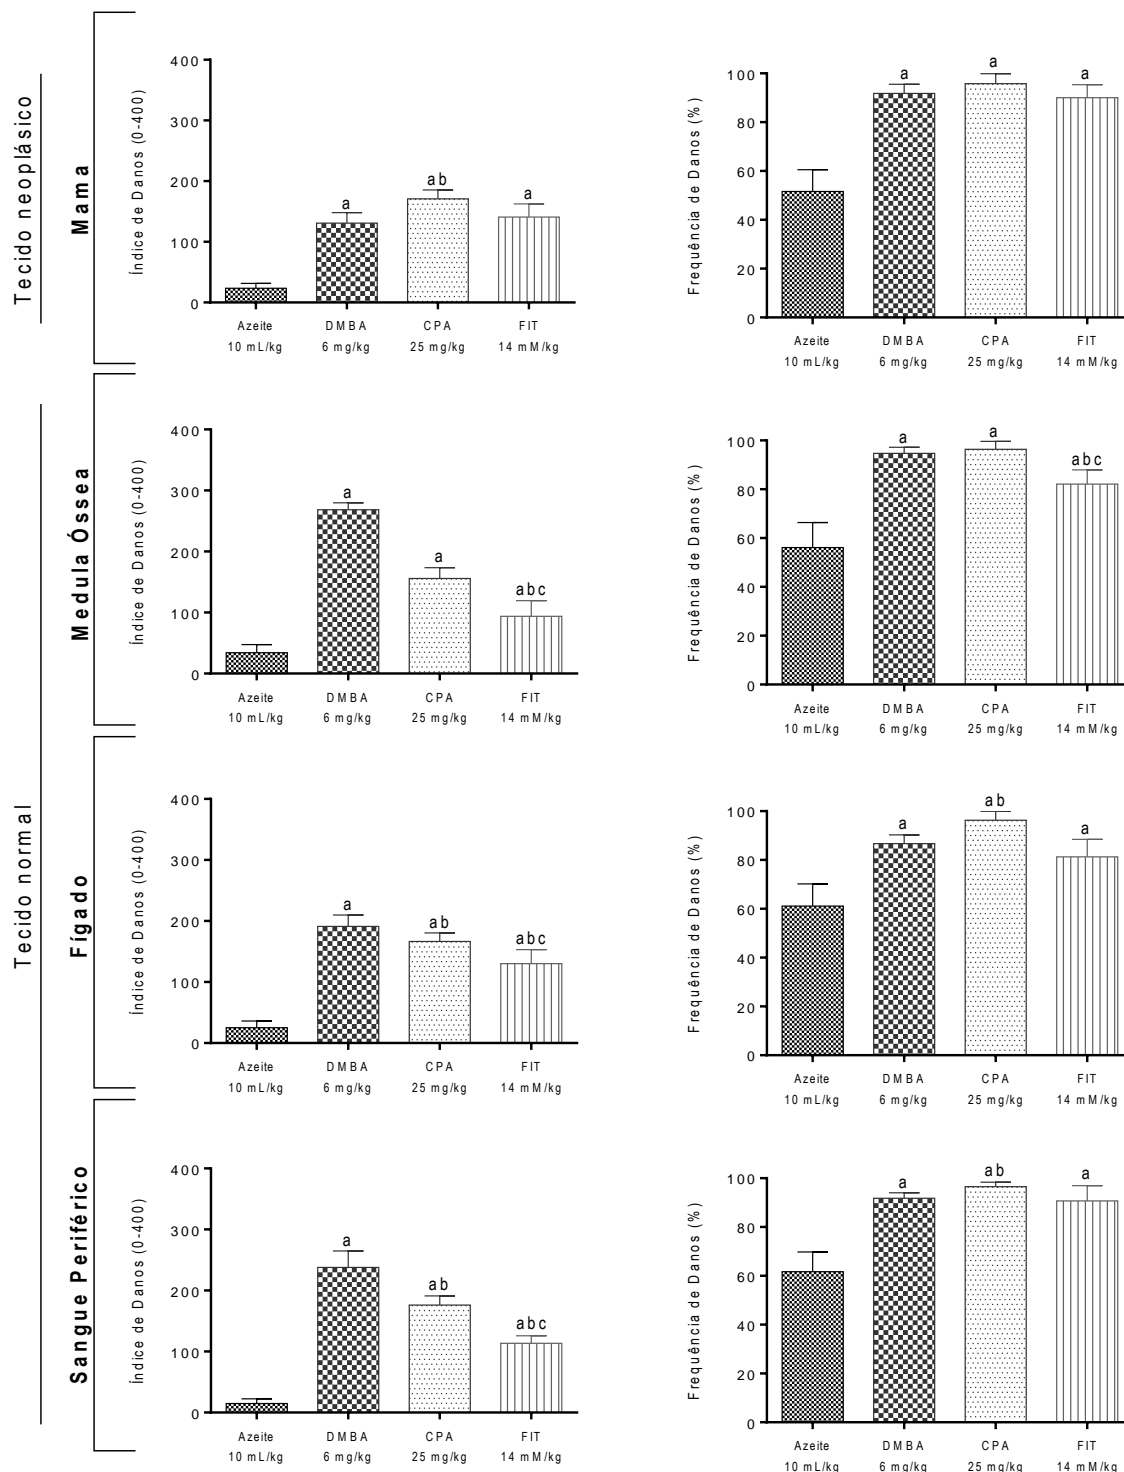 Tecido neoplásico
Mama
Índice de Danos (0-400)
400
300
200
100
0
a
ab
a
Azeite DMBA CPA FIT
10 mL/kg 6 mg/kg 25 mg/kg 14 mM/kg
Frequência de Danos (%)
100
80
60
40
20
0
a
a
a
Azeite DMBA CPA FIT
10 mL/kg 6 mg/kg 25 mg/kg 14 mM/kg
Tecido normal
Medula Óssea
Índice de Danos (0-400)
400
300
200
100
0
a
a
abc
Azeite DMBA CPA FIT
10 mL/kg 6 mg/kg 25 mg/kg 14 mM/kg
Frequência de Danos (%)
100
80
60
40
20
0
a
a
abc
Azeite DMBA CPA FIT
10 mL/kg 6 mg/kg 25 mg/kg 14 mM/kg
Fígado
Índice de Danos (0-400)
400
300
200
100
0
a
ab
abc
Azeite DMBA CPA FIT
10 mL/kg 6 mg/kg 25 mg/kg 14 mM/kg
Frequência de Danos (%)
100
80
60
40
20
0
a
ab
a
Azeite DMBA CPA FIT
10 mL/kg 6 mg/kg 25 mg/kg 14 mM/kg
Sangue Periférico
Índice de Danos (0-400)
400
300
200
100
0
a
ab
abc
Azeite DMBA CPA FIT
10 mL/kg 6 mg/kg 25 mg/kg 14 mM/kg
Frequência de Danos (%)
100
80
60
40
20
0
a
ab
a
Azeite DMBA CPA FIT
10 mL/kg 6 mg/kg 25 mg/kg 14 mM/kg